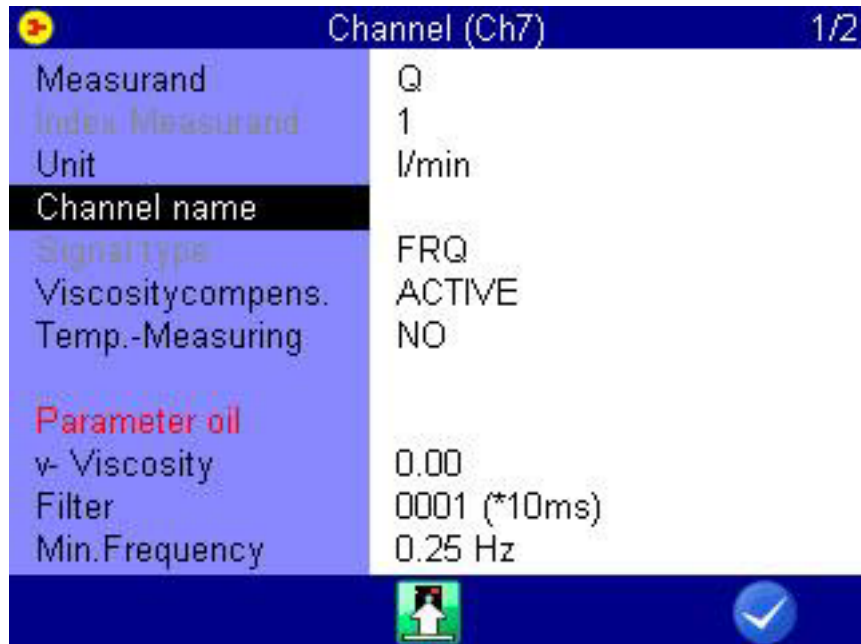 Channel (Ch7) 1/2
Measurand Q
Index Measurand 1
Unit l/min
Channel name
Signal type FRQ
Viscositycompens. ACTIVE
Temp.-Measuring NO
Parameter oil
v- Viscosity 0.00
Filter 0001 (*10ms)
Min.Frequency 0.25 Hz